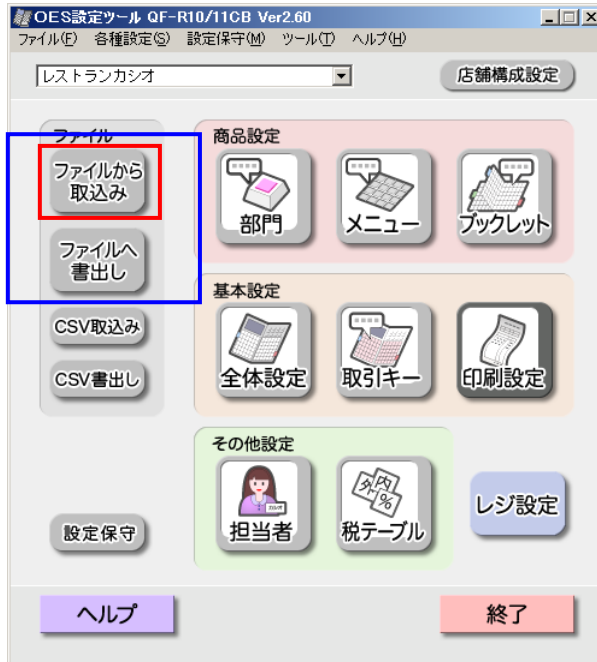 OES設定ツール QF-R10/11CB Ver2.60
ファイル(F) 各種設定(S) 設定保守(M) ツール(T) ヘルプ(H)
レストランカシオ
店舗構成設定
ファイル
ファイルから
取込み
ファイルへ
書出し
CSV取込み
CSV書出し
商品設定
部門
メニュー
ブックレット
基本設定
全体設定
取引キー
印刷設定
その他設定
担当者
外
内
%
税テーブル
レジ設定
設定保守
ヘルプ
終了